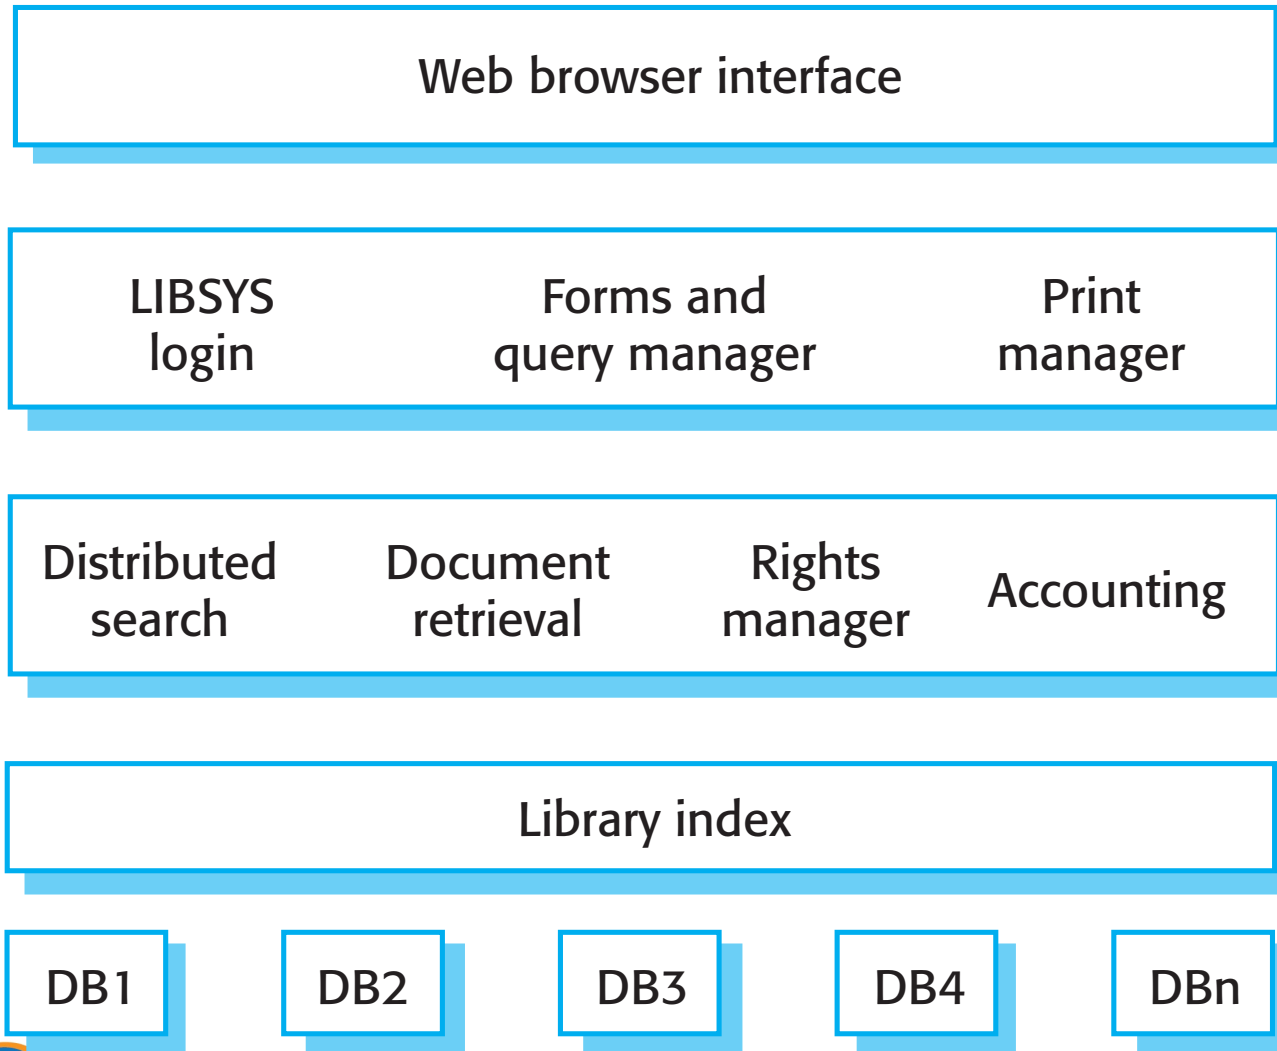 Web browser interface
LIBSYS
login
Forms and
query manager
Print
manager
Distributed
search
Document
retrieval
Rights
manager
Accounting
Library index
DB1
DB2
DB3
DB4
DBn